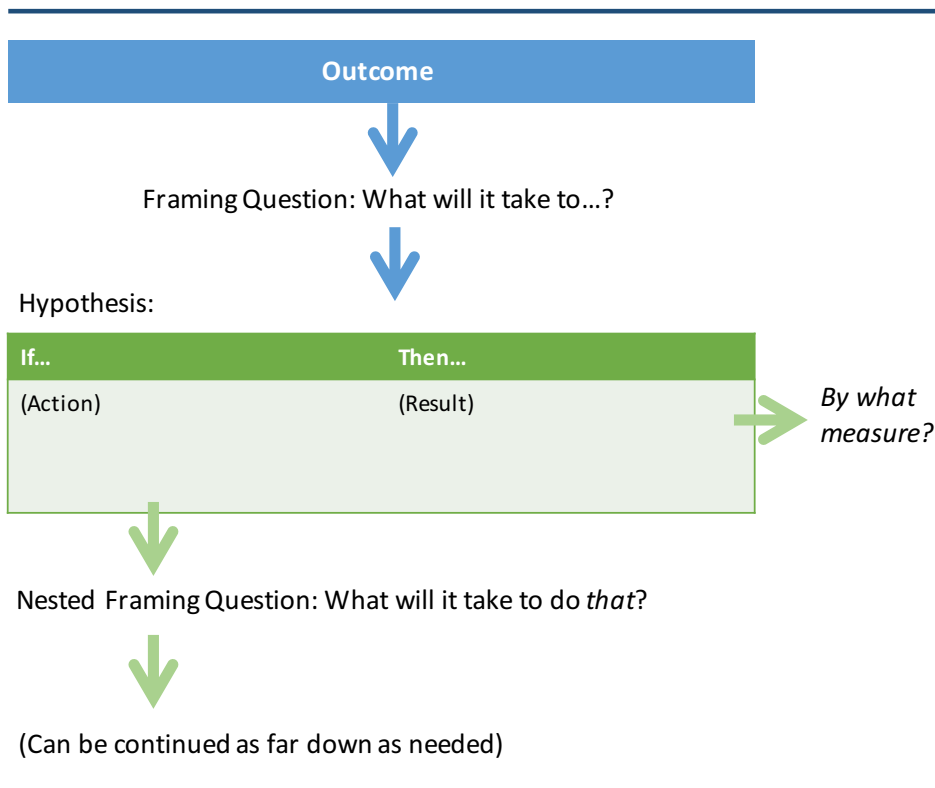 Outcome
Framing Question: What will it take to…?
Hypothesis:
If… Then…
(Action) (Result)
By what
measure?
Nested Framing Question: What will it take to do that?
(Can be continued as far down as needed)